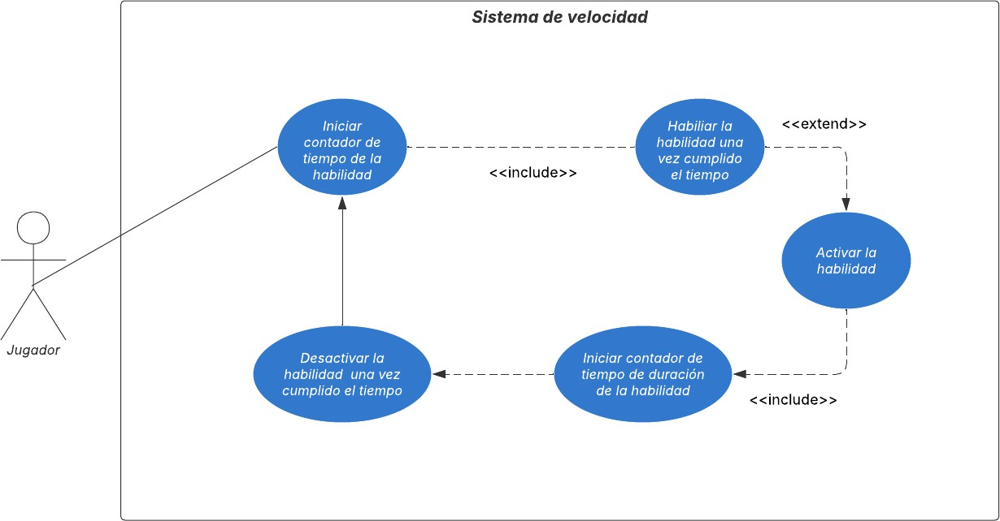 Sistema de velocidad
Iniciar
contador de
tiempo de la
habilidad
<<include>>
Habiliar la
habilidad una
vez cumplido
el tiempo
<<extend>>
Activar la
habilidad
Jugador
Desactivar la
habilidad una vez
cumplido el tiempo
Iniciar contador de
tiempo de duración
de la habilidad
<<include>>